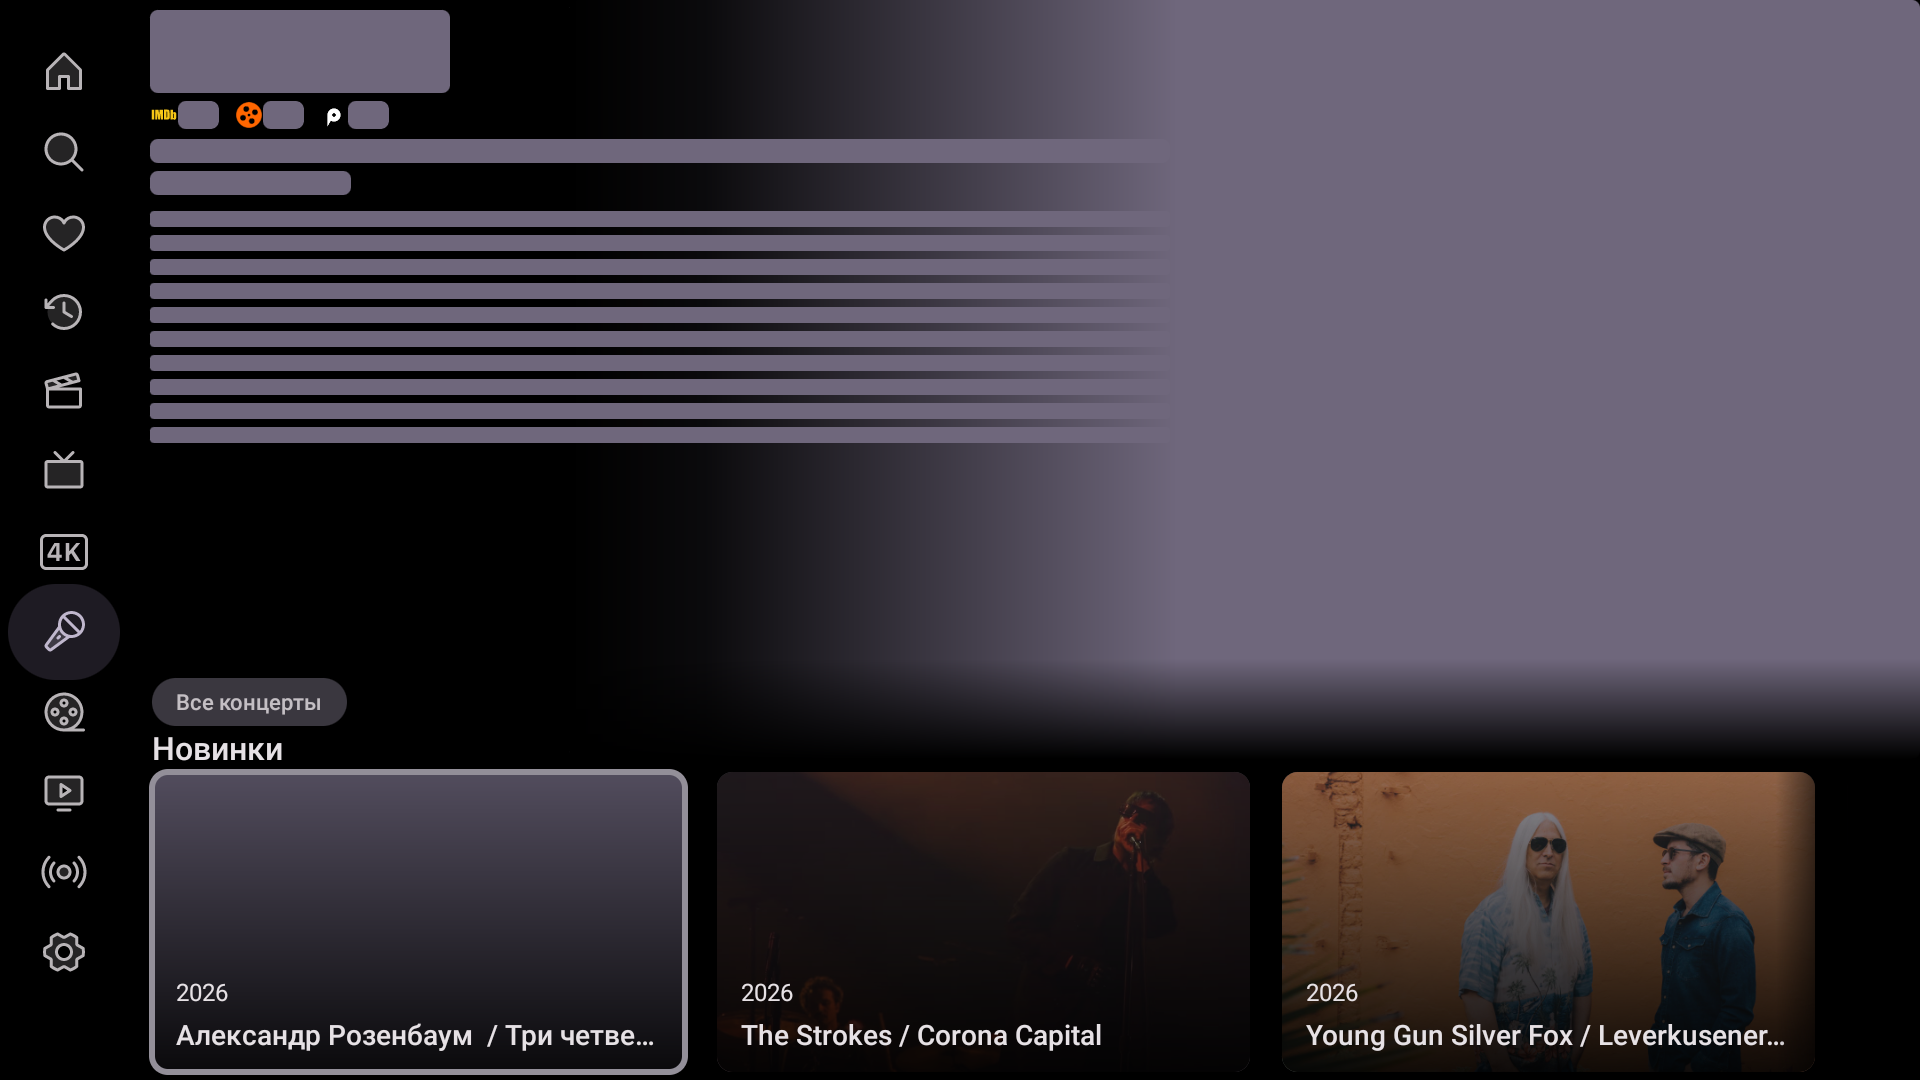 IMDb
4K
Все концерты
Новинки
2026
Александр Розенбаум / Три четве...
2026
The Strokes / Corona Capital
2026
Young Gun Silver Fox / Leverkusener...